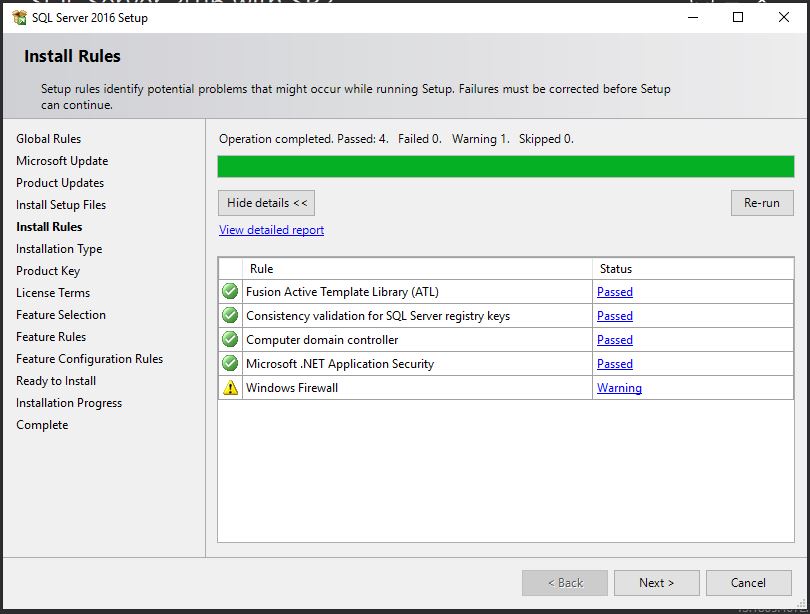 SQL Server 2016 Setup
Install Rules
Setup rules identify potential problems that might occur while running Setup. Failures must be corrected before Setup
can continue.
Global Rules
Microsoft Update
Product Updates
Install Setup Files
Install Rules
Installation Type
Product Key
License Terms
Feature Selection
Feature Rules
Feature Configuration Rules
Ready to Install
Installation Progress
Complete
Operation completed. Passed: 4. Failed 0. Warning 1. Skipped 0.
Hide details <<
Re-run
View detailed report
Rule Status
Fusion Active Template Library (ATL) Passed
Consistency validation for SQL Server registry keys Passed
Computer domain controller Passed
Microsoft .NET Application Security Passed
Windows Firewall Warning
< Back Next > Cancel